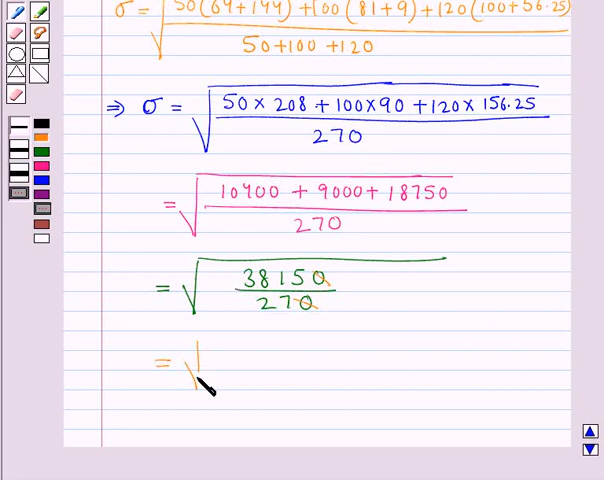 σ = √(50(64+144) + 100(81+9) + 120(100+56.25) / 50+100+120)
⇒ σ = √(50×208 + 100×90 + 120×156.25 / 270)
= √(10400 + 9000 + 18750 / 270)
= √(38150 / 270)
= √